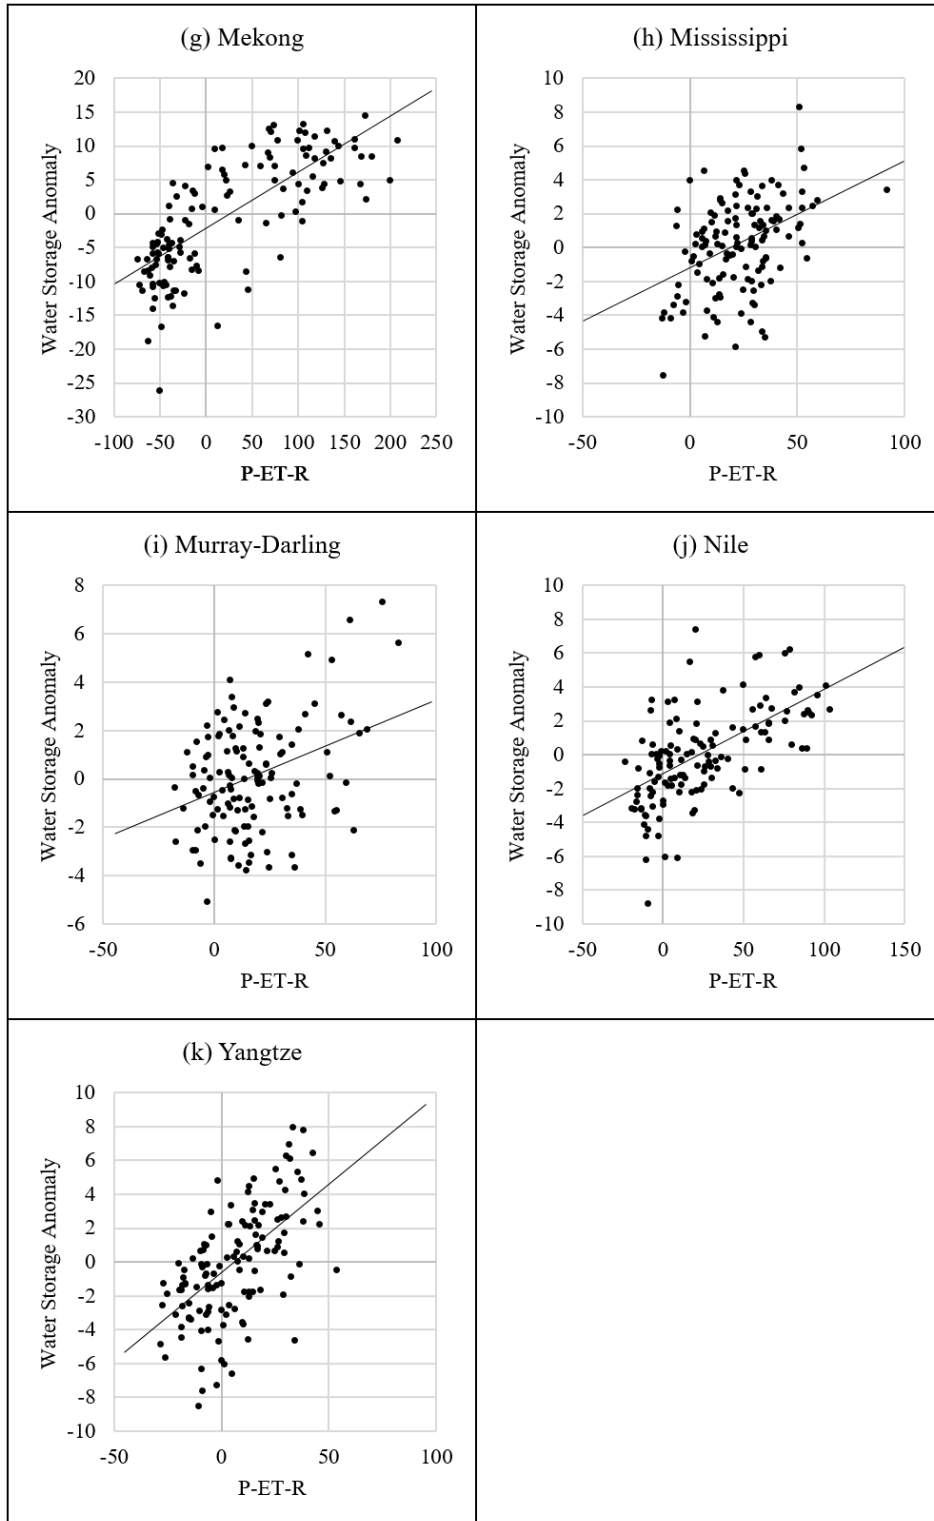 (g) Mekong
Water Storage Anomaly
20
15
10
5
0
-5
-10
-15
-20
-25
-30
-100 -50 0 50 100 150 200 250
P-ET-R
(h) Mississippi
Water Storage Anomaly
10
8
6
4
2
0
-2
-4
-6
-8
-10
-50 0 50 100
P-ET-R
(i) Murray-Darling
Water Storage Anomaly
8
6
4
2
0
-2
-4
-6
-50 0 50 100
P-ET-R
(j) Nile
Water Storage Anomaly
10
8
6
4
2
0
-2
-4
-6
-8
-10
-50 0 50 100 150
P-ET-R
(k) Yangtze
Water Storage Anomaly
10
8
6
4
2
0
-2
-4
-6
-8
-10
-50 0 50 100
P-ET-R